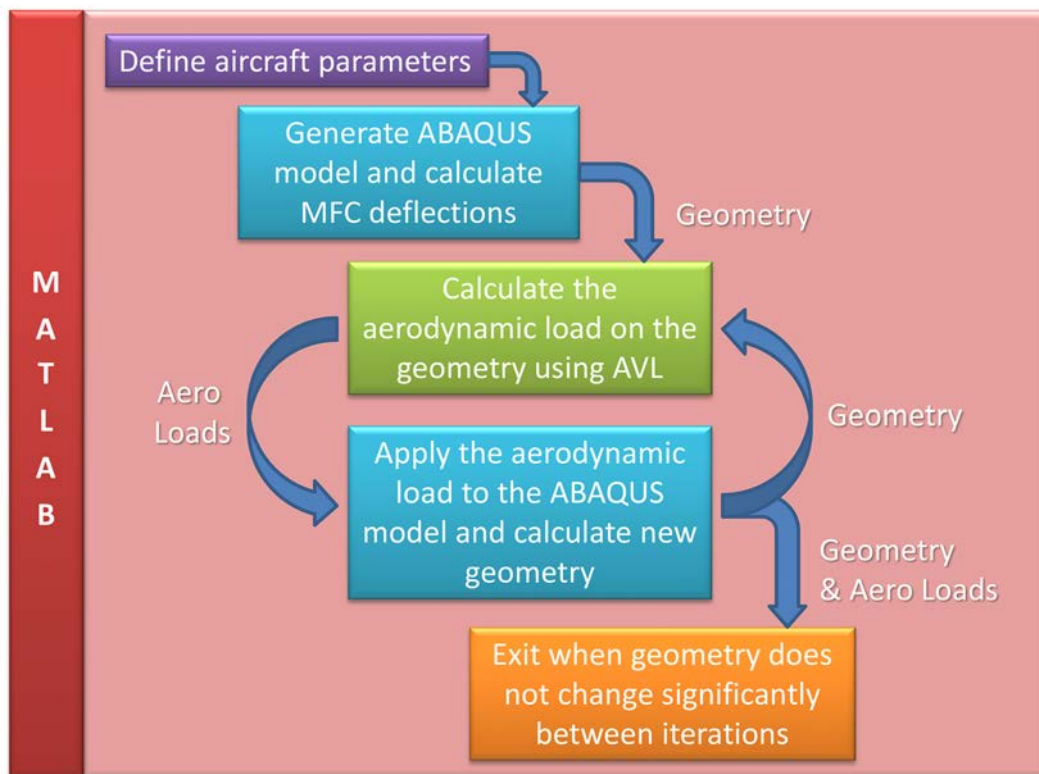 MATLAB
Define aircraft parameters
Generate ABAQUS
model and calculate
MFC deflections
Geometry
Calculate the
aerodynamic load on the
geometry using AVL
Aero
Loads
Geometry
Apply the aerodynamic
load to the ABAQUS
model and calculate new
geometry
Geometry
& Aero Loads
Exit when geometry does
not change significantly
between iterations